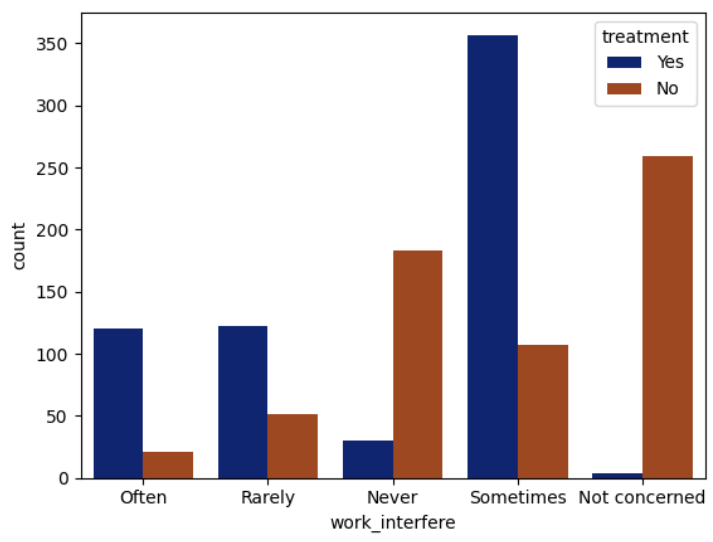 treatment
Yes
No
count
350
300
250
200
150
100
50
0
Often Rarely Never Sometimes Not concerned
work_interfere